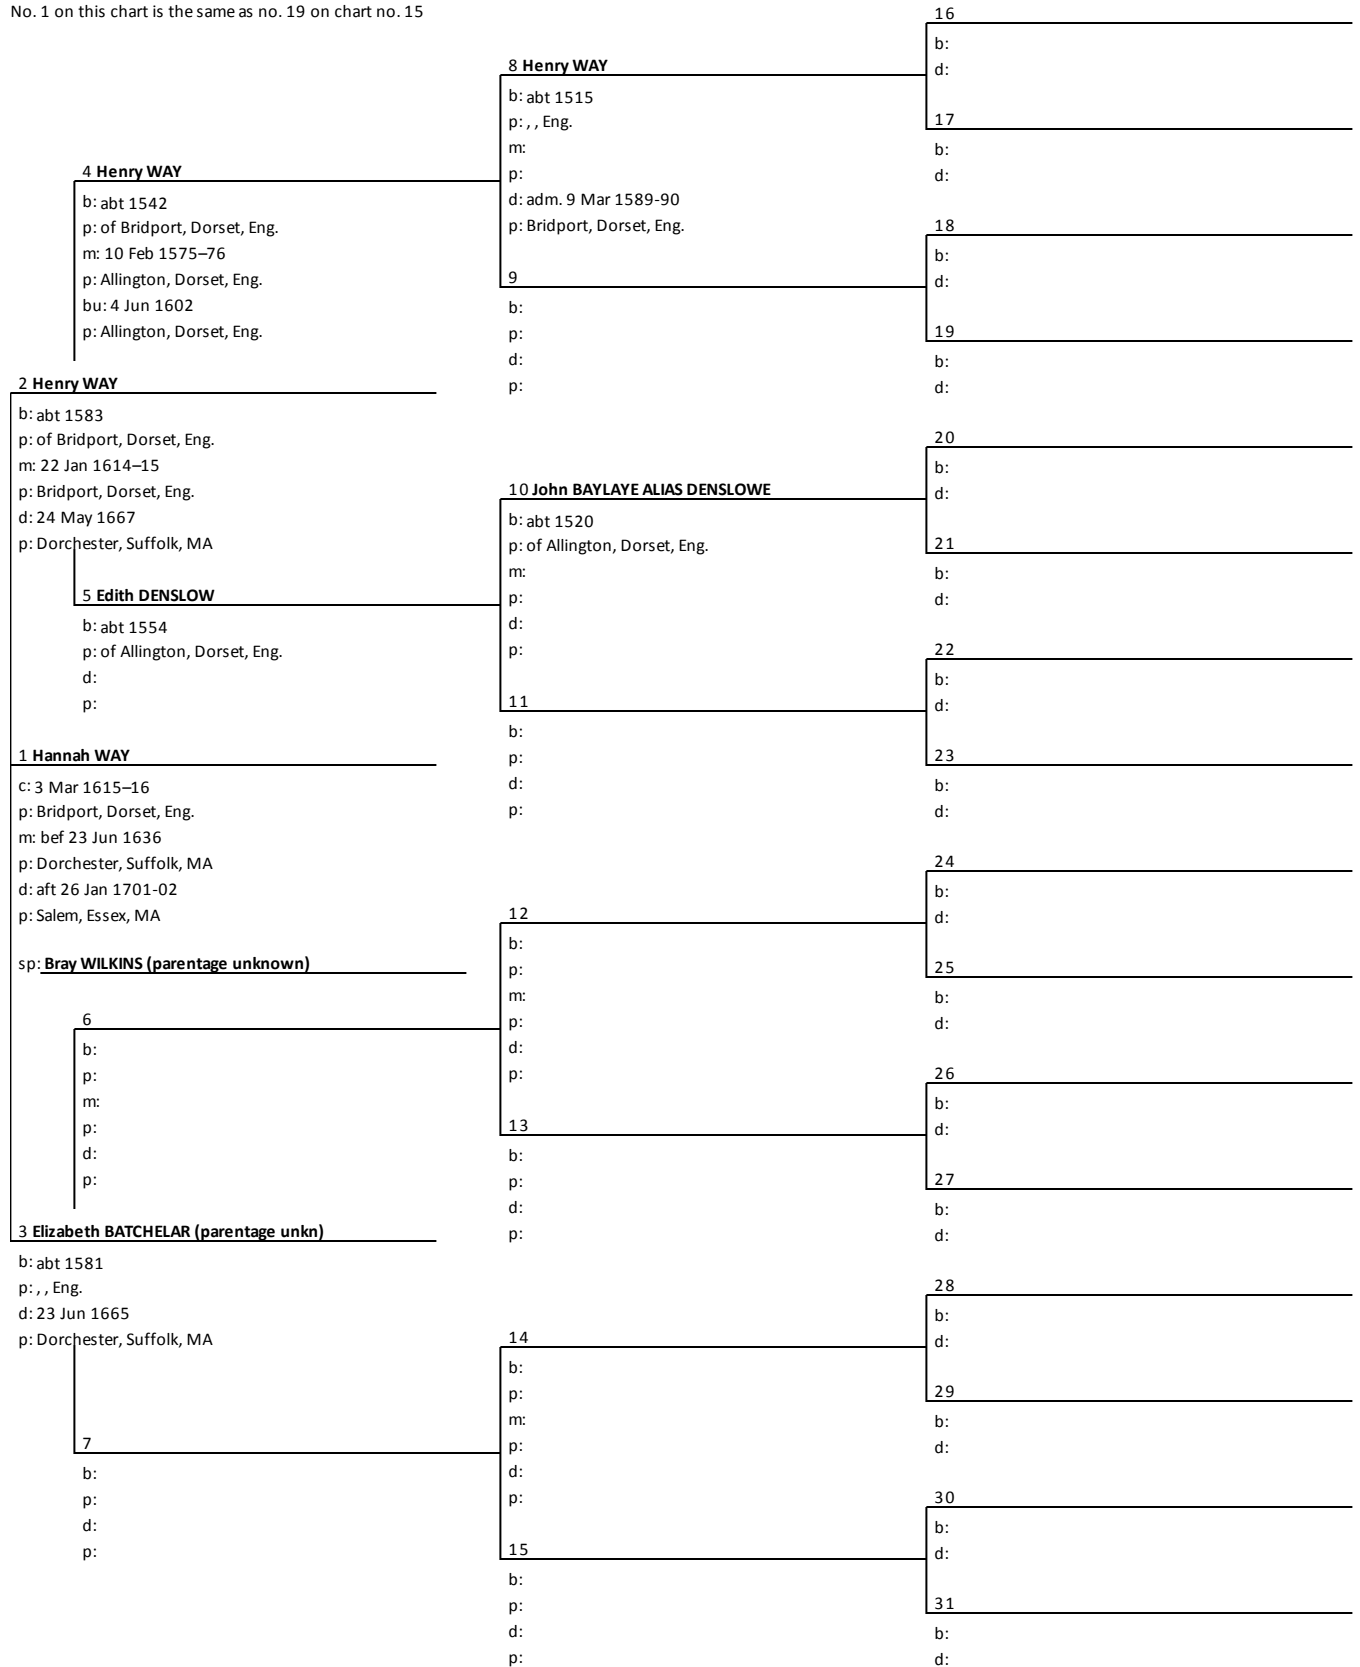 No. 1 on this chart is the same as no. 19 on chart no. 15
4 Henry WAY
b: abt 1542
p: of Bridport, Dorset, Eng.
m: 10 Feb 1575–76
p: Allington, Dorset, Eng.
bu: 4 Jun 1602
p: Allington, Dorset, Eng.
2 Henry WAY
b: abt 1583
p: of Bridport, Dorset, Eng.
m: 22 Jan 1614–15
p: Bridport, Dorset, Eng.
d: 24 May 1667
p: Dorchester, Suffolk, MA
5 Edith DENSLOW
b: abt 1554
p: of Allington, Dorset, Eng.
d:
p:
1 Hannah WAY
c: 3 Mar 1615–16
p: Bridport, Dorset, Eng.
m: bef 23 Jun 1636
p: Dorchester, Suffolk, MA
d: aft 26 Jan 1701-02
p: Salem, Essex, MA
sp: Bray WILKINS (parentage unknown)
6
b:
p:
m:
p:
d:
p:
3 Elizabeth BATCHELAR (parentage unkn)
b: abt 1581
p: , , Eng.
d: 23 Jun 1665
p: Dorchester, Suffolk, MA
7
b:
p:
d:
p:
8 Henry WAY
b: abt 1515
p: , , Eng.
m:
p:
d: adm. 9 Mar 1589-90
p: Bridport, Dorset, Eng.
9
b:
p:
d:
p:
10 John BAYLAYE ALIAS DENSLOWE
b: abt 1520
p: of Allington, Dorset, Eng.
m:
p:
d:
p:
11
b:
p:
d:
p:
12
b:
p:
m:
p:
d:
p:
13
b:
p:
d:
p:
14
b:
p:
m:
p:
d:
p:
15
b:
p:
d:
p:
16
b:
d:
17
b:
d:
18
b:
d:
19
b:
d:
20
b:
d:
21
b:
d:
22
b:
d:
23
b:
d:
24
b:
d:
25
b:
d:
26
b:
d:
27
b:
d:
28
b:
d:
29
b:
d:
30
b:
d:
31
b:
d: